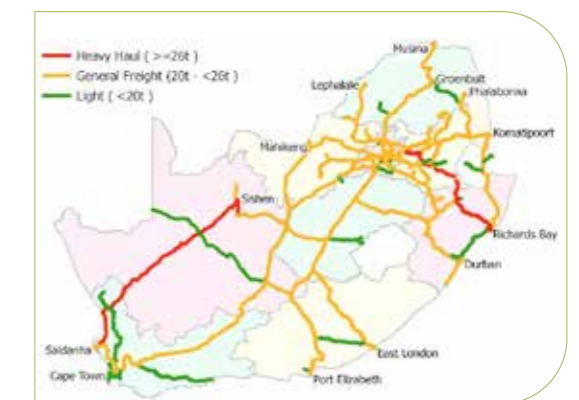 Heavy Haul ( >=26t )
General Freight (20t - <26t )
Light ( <20t )
Musina
Lephalale
Groenbult
Phalaborwa
Komatipoort
Mahikeng
Sishen
Richards Bay
Durban
Saldanha
East London
Cape Town
Port Elizabeth